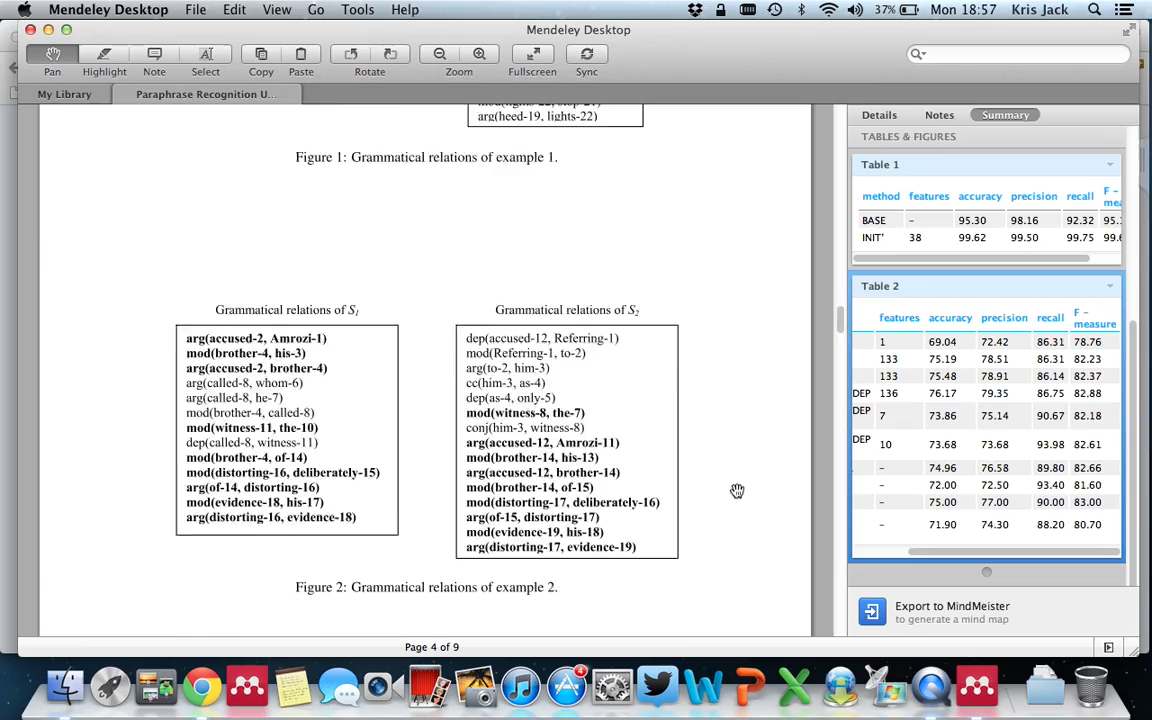 Mendeley Desktop File Edit View Go Tools Help 37% Mon 18:57 Kris Jack
Mendeley Desktop
Pan Highlight Note Select Copy Paste Rotate Zoom Fullscreen Sync
My Library Paraphrase Recognition U...
arg(heed-19, lights-22)
Figure 1: Grammatical relations of example 1.
Grammatical relations of S1
arg(accused-2, Amrozi-1)
mod(brother-4, his-3)
arg(accused-2, brother-4)
arg(called-8, whom-6)
arg(called-8, he-7)
mod(brother-4, called-8)
mod(witness-11, the-10)
dep(called-8, witness-11)
mod(brother-4, of-14)
mod(distorting-16, deliberately-15)
arg(of-14, distorting-16)
mod(evidence-18, his-17)
arg(distorting-16, evidence-18)
Grammatical relations of S2
dep(accused-12, Referring-1)
mod(Referring-1, to-2)
arg(to-2, him-3)
cc(him-3, as-4)
dep(as-4, only-5)
mod(witness-8, the-7)
conj(him-3, witness-8)
arg(accused-12, Amrozi-11)
mod(brother-14, his-13)
arg(accused-12, brother-14)
mod(brother-14, of-15)
mod(distorting-17, deliberately-16)
arg(of-15, distorting-17)
mod(evidence-19, his-18)
arg(distorting-17, evidence-19)
Figure 2: Grammatical relations of example 2.
Page 4 of 9
Details Notes Summary
TABLES & FIGURES
Table 1
method features accuracy precision recall F -
BASE – 95.30 98.16 92.32
INIT' 38 99.62 99.50 99.75
Table 2
features accuracy precision recall F - measure
1 69.04 72.42 86.31 78.76
133 75.19 78.51 86.31 82.23
133 75.48 78.91 86.14 82.37
DEP 136 76.17 79.35 86.75 82.88
DEP 7 73.86 75.14 90.67 82.18
DEP 10 73.68 73.68 93.98 82.61
– 74.96 76.58 89.80 82.66
– 72.00 72.50 93.40 81.60
– 75.00 77.00 90.00 83.00
– 71.90 74.30 88.20 80.70
Export to MindMeister
to generate a mind map
4